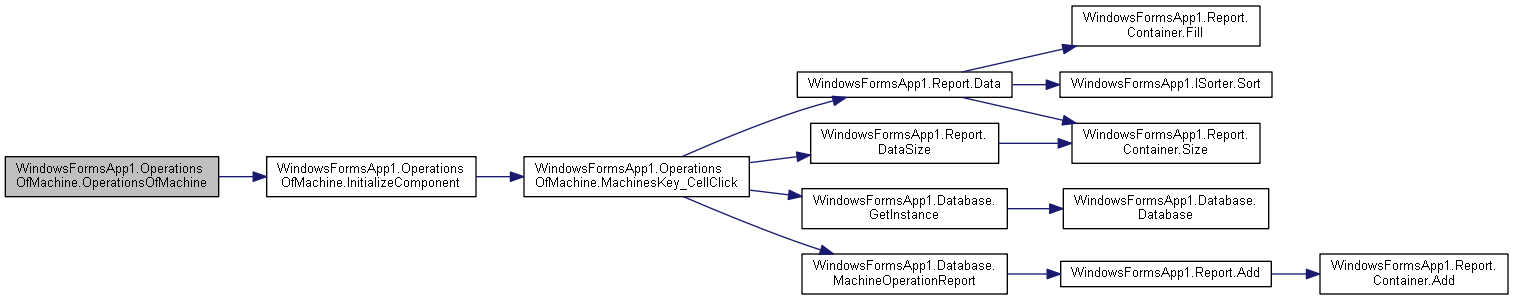 WindowsFormsApp1.Operations
OfMachine.OperationsOfMachine
WindowsFormsApp1.Operations
OfMachine.InitializeComponent
WindowsFormsApp1.Operations
OfMachine.MachinesKey_CellClick
WindowsFormsApp1.Report.Data
WindowsFormsApp1.Report.
Container.Fill
WindowsFormsApp1.ISorter.Sort
WindowsFormsApp1.Report.
Container.Size
WindowsFormsApp1.Report.
DataSize
WindowsFormsApp1.Database.
GetInstance
WindowsFormsApp1.Database.
Database
WindowsFormsApp1.Database.
MachineOperationReport
WindowsFormsApp1.Report.Add
WindowsFormsApp1.Report.
Container.Add